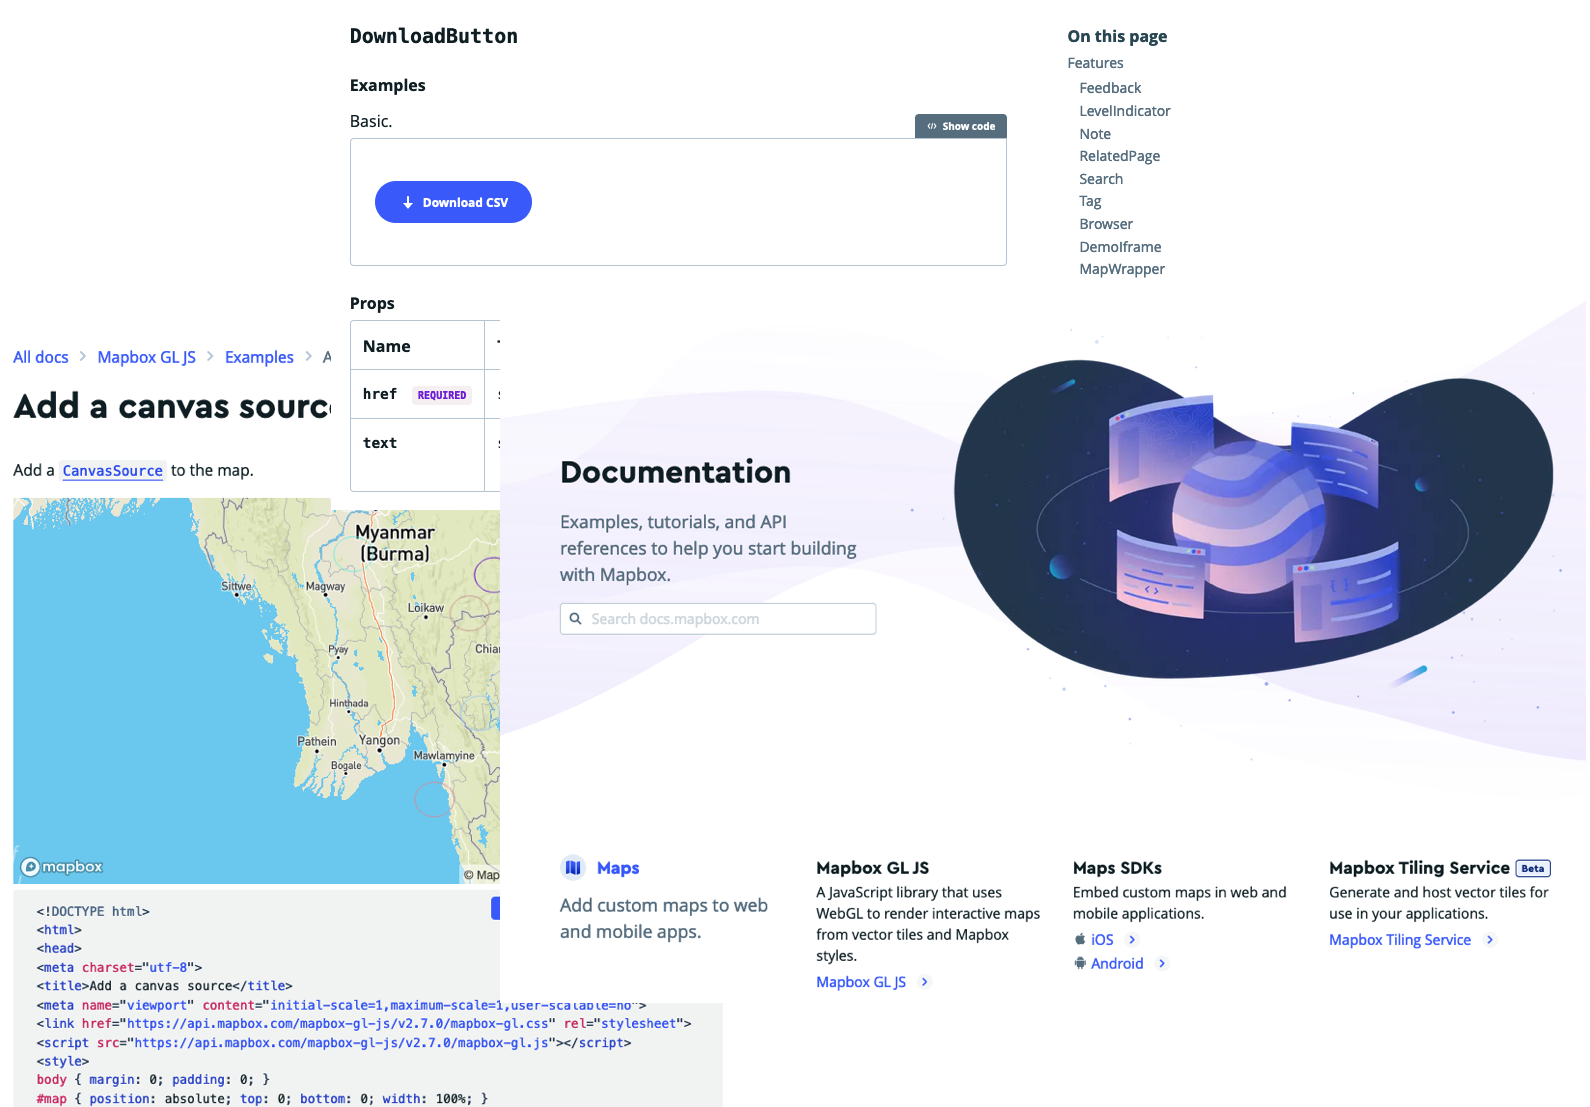 DownloadButton
Examples
Basic.
</> Show code
Download CSV
Props
Name
href REQUIRED
text
On this page
Features
Feedback
LevelIndicator
Note
RelatedPage
Search
Tag
Browser
DemoIframe
MapWrapper
All docs > Mapbox GL JS > Examples > A
Add a canvas source
Add a CanvasSource to the map.
Myanmar
(Burma)
Sittwe
Magway
Loikaw
Pyay
Chiar
Hinthada
Pathein
Yangon
Bogale
Mawlamyine
mapbox
© Map
<!DOCTYPE html>
<html>
<head>
<meta charset="utf-8">
<title>Add a canvas source</title>
<meta name="viewport" content="initial-scale=1,maximum-scale=1,user-scalable=no">
<link href="https://api.mapbox.com/mapbox-gl-js/v2.7.0/mapbox-gl.css" rel="stylesheet">
<script src="https://api.mapbox.com/mapbox-gl-js/v2.7.0/mapbox-gl.js"></script>
<style>
body { margin: 0; padding: 0; }
#map { position: absolute; top: 0; bottom: 0; width: 100%; }
Documentation
Examples, tutorials, and API
references to help you start building
with Mapbox.
Search docs.mapbox.com
Maps
Add custom maps to web
and mobile apps.
Mapbox GL JS
A JavaScript library that uses
WebGL to render interactive maps
from vector tiles and Mapbox
styles.
Mapbox GL JS >
Maps SDKs
Embed custom maps in web and
mobile applications.
iOS >
Android >
Mapbox Tiling Service Beta
Generate and host vector tiles for
use in your applications.
Mapbox Tiling Service >